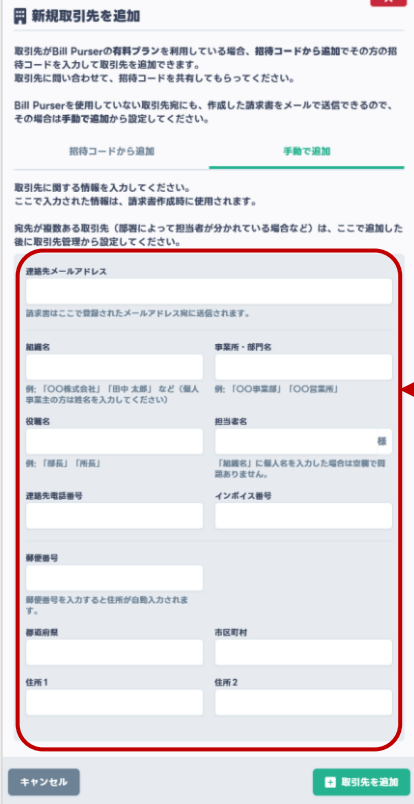 新規取引先を追加
取引先がBill Purserの有料プランを利用している場合、招待コードから追加でその方の招
待コードを入力して取引先を追加できます。
取引先に問い合わせて、招待コードを共有してもらってください。
Bill Purserを使用していない取引先宛にも、作成した請求書をメールで送信できるので、
その場合は手動で追加から設定してください。
招待コードから追加
手動で追加
取引先に関する情報を入力してください。
ここで入力された情報は、請求書作成時に使用されます。
宛先が複数ある取引先（部署によって担当者が分かれている場合など）は、ここで追加した
後に取引先管理から設定してください。
連絡先メールアドレス
請求書はここで登録されたメールアドレス宛に送信されます。
組織名
事業所・部門名
例: 「〇〇株式会社」「田中 太郎」 など（個人
事業主の方は姓名を入力してください）
例: 「〇〇事業部」「〇〇営業所」
役職名
担当者名
様
例: 「部長」「所長」
「組織名」に個人名を入力した場合は空欄で問
題ありません。
連絡先電話番号
インボイス番号
郵便番号
郵便番号を入力すると住所が自動入力されま
す。
都道府県
市区町村
住所1
住所2
キャンセル
取引先を追加